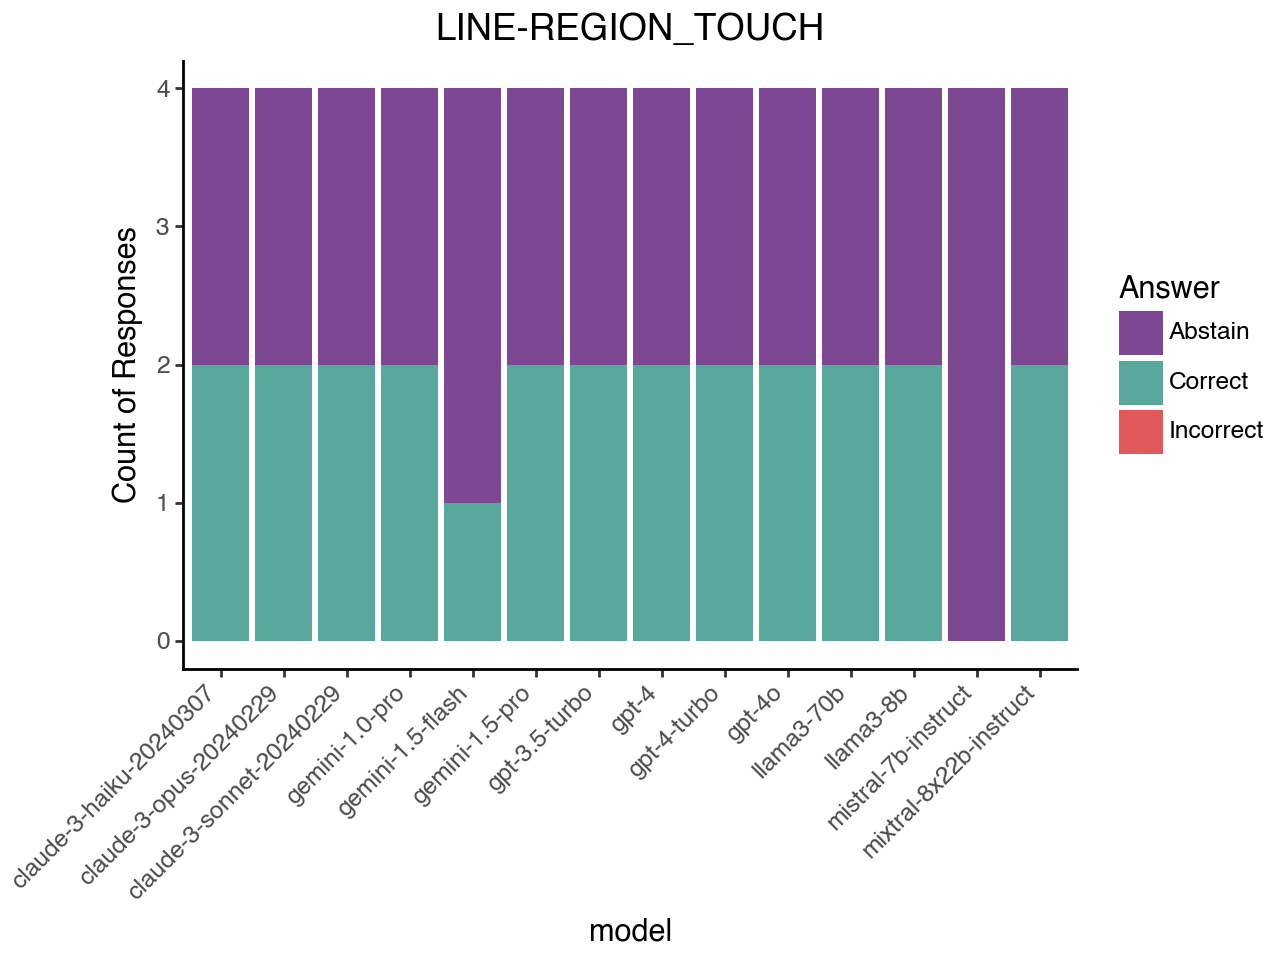 LINE-REGION_TOUCH
4
3
2
1
0
Count of Responses
claude-3-haiku-20240307
claude-3-opus-20240229
claude-3-sonnet-20240229
gemini-1.0-pro
gemini-1.5-flash
gemini-1.5-pro
gpt-3.5-turbo
gpt-4
gpt-4-turbo
gpt-4o
llama3-70b
llama3-8b
mistral-7b-instruct
mixtral-8x22b-instruct
model
Answer
Abstain
Correct
Incorrect